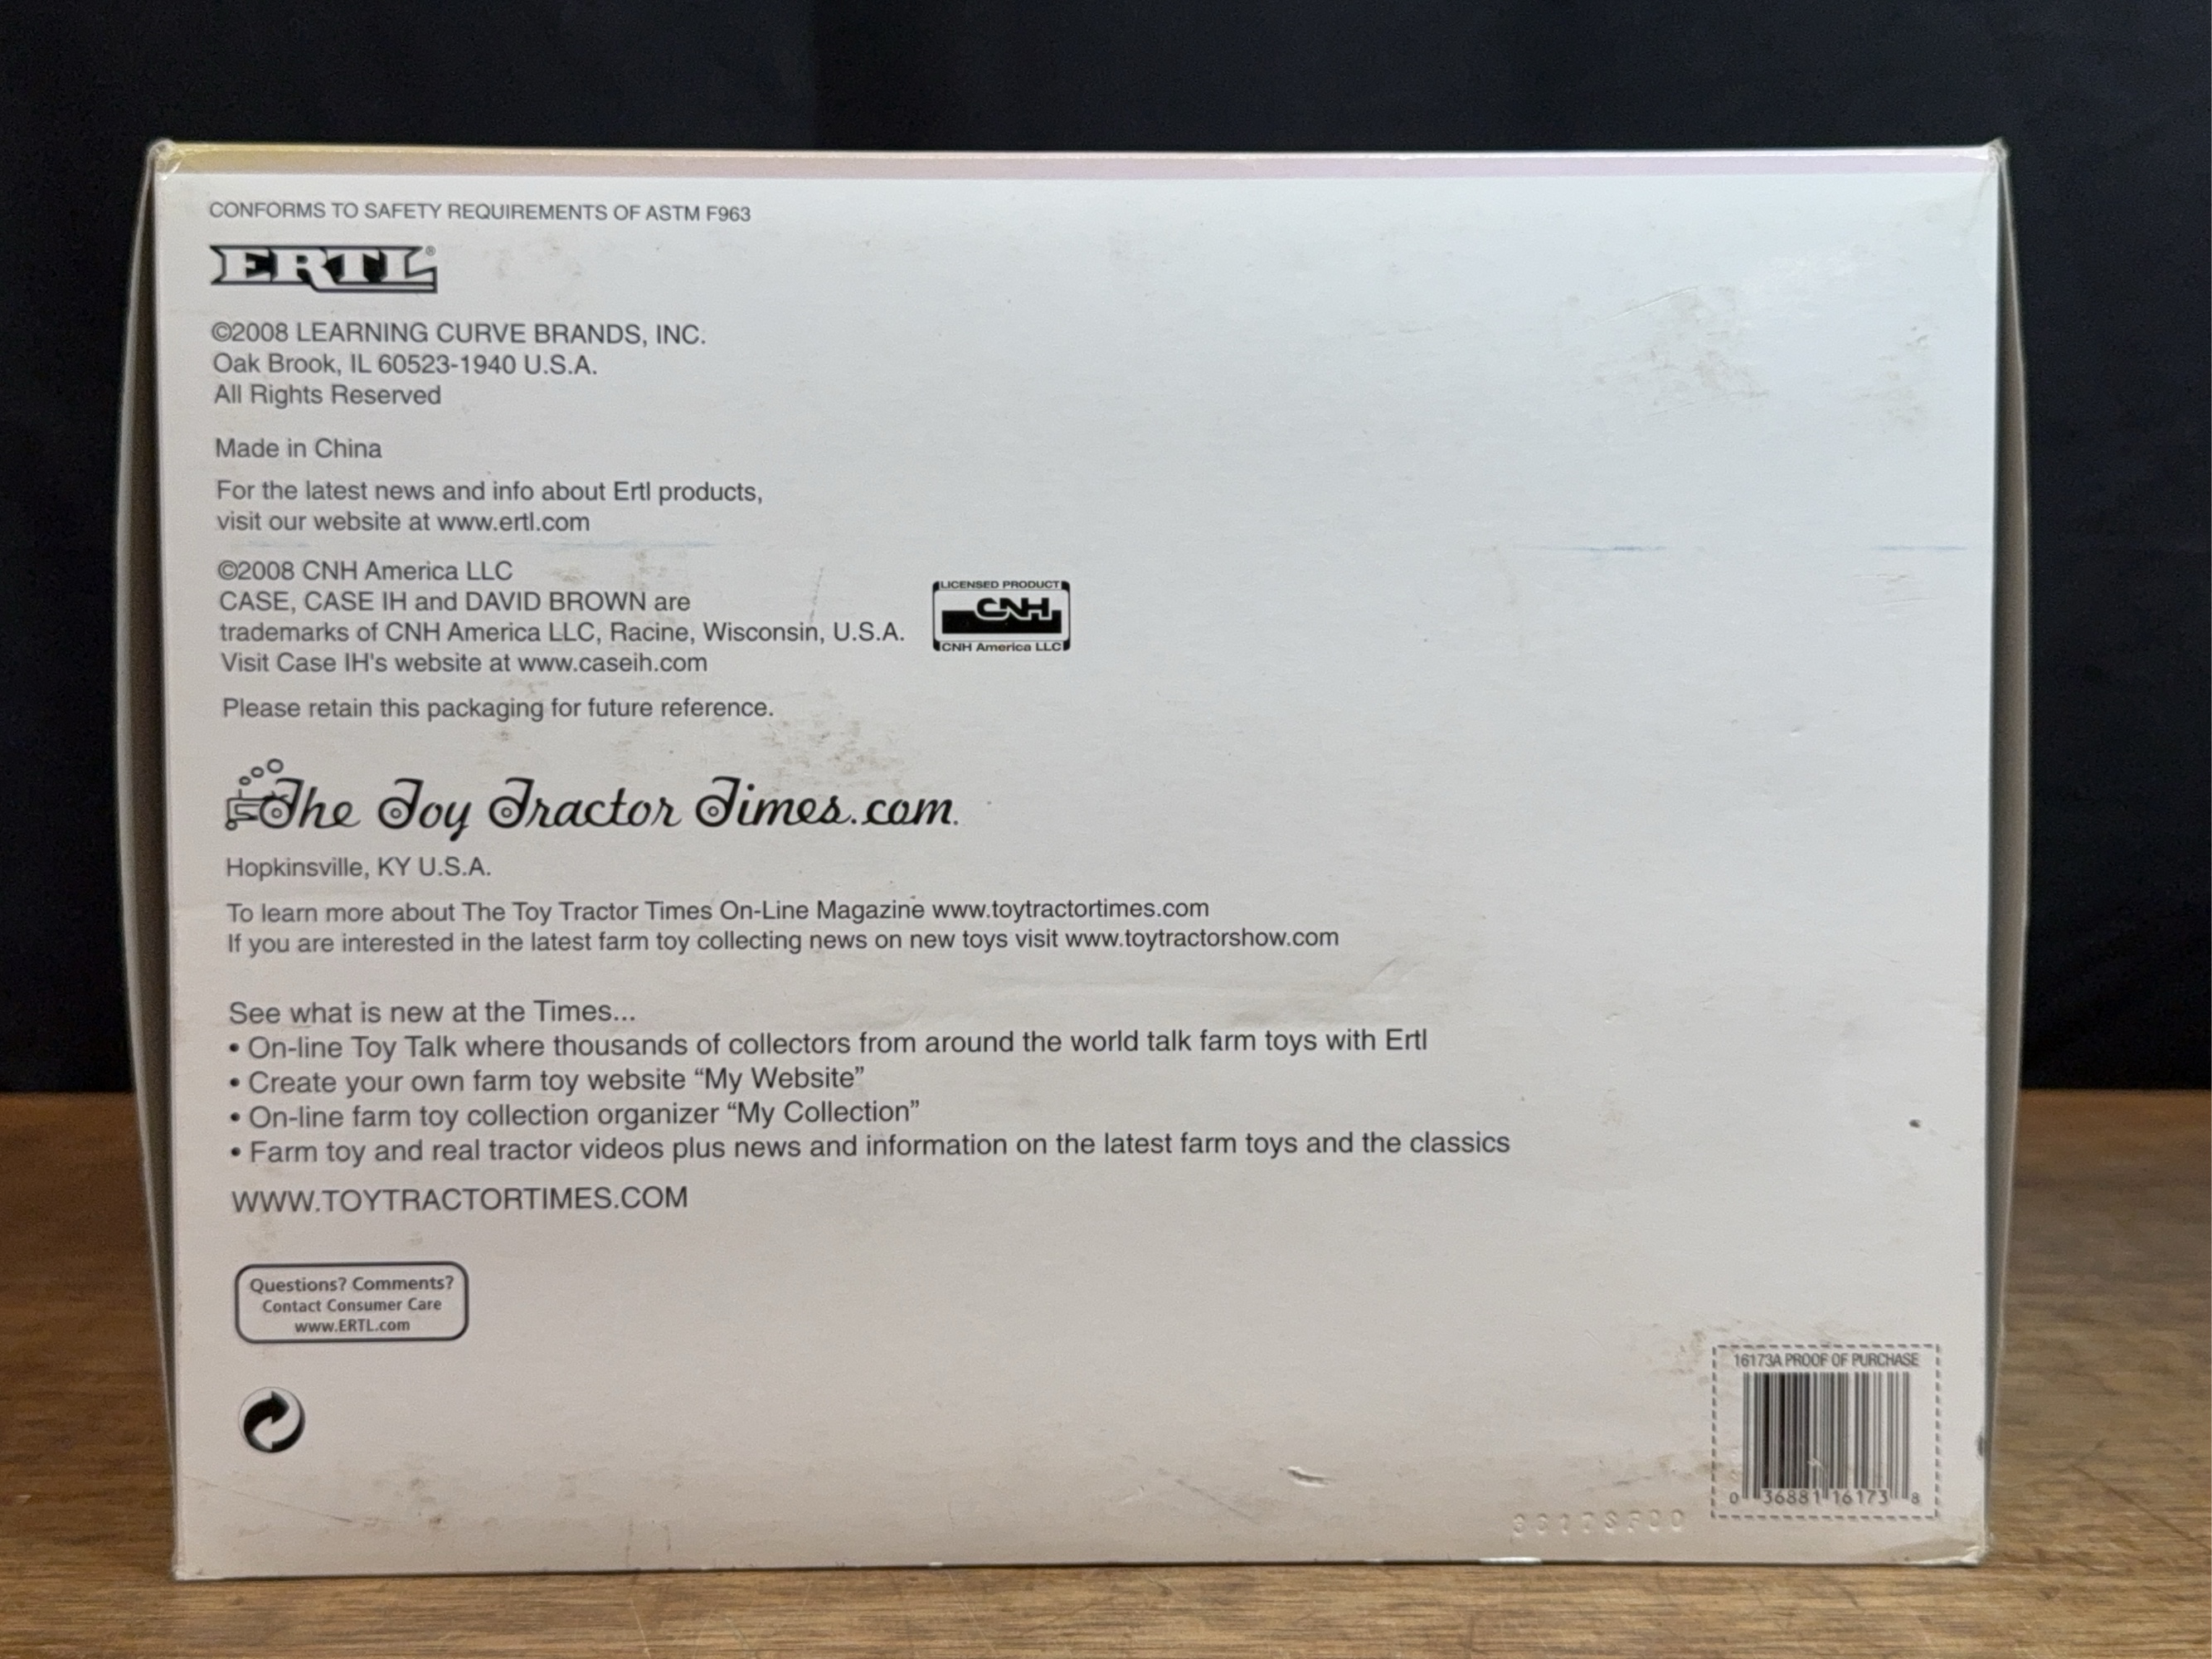 CONFORMS TO SAFETY REQUIREMENTS OF ASTM F963
ERTL®
©2008 LEARNING CURVE BRANDS, INC.
Oak Brook, IL 60523-1940 U.S.A.
All Rights Reserved
Made in China
For the latest news and info about Ertl products,
visit our website at www.ertl.com
©2008 CNH America LLC
CASE, CASE IH and DAVID BROWN are
trademarks of CNH America LLC, Racine, Wisconsin, U.S.A.
Visit Case IH's website at www.caseih.com
LICENSED PRODUCT
CNH
CNH America LLC
Please retain this packaging for future reference.
The Toy Tractor Times.com.
Hopkinsville, KY U.S.A.
To learn more about The Toy Tractor Times On-Line Magazine www.toytractortimes.com
If you are interested in the latest farm toy collecting news on new toys visit www.toytractorshow.com
See what is new at the Times...
• On-line Toy Talk where thousands of collectors from around the world talk farm toys with Ertl
• Create your own farm toy website “My Website”
• On-line farm toy collection organizer “My Collection”
• Farm toy and real tractor videos plus news and information on the latest farm toys and the classics
WWW.TOYTRACTORTIMES.COM
Questions? Comments?
Contact Consumer Care
www.ERTL.com
16173A PROOF OF PURCHASE
0 36881 16173 8